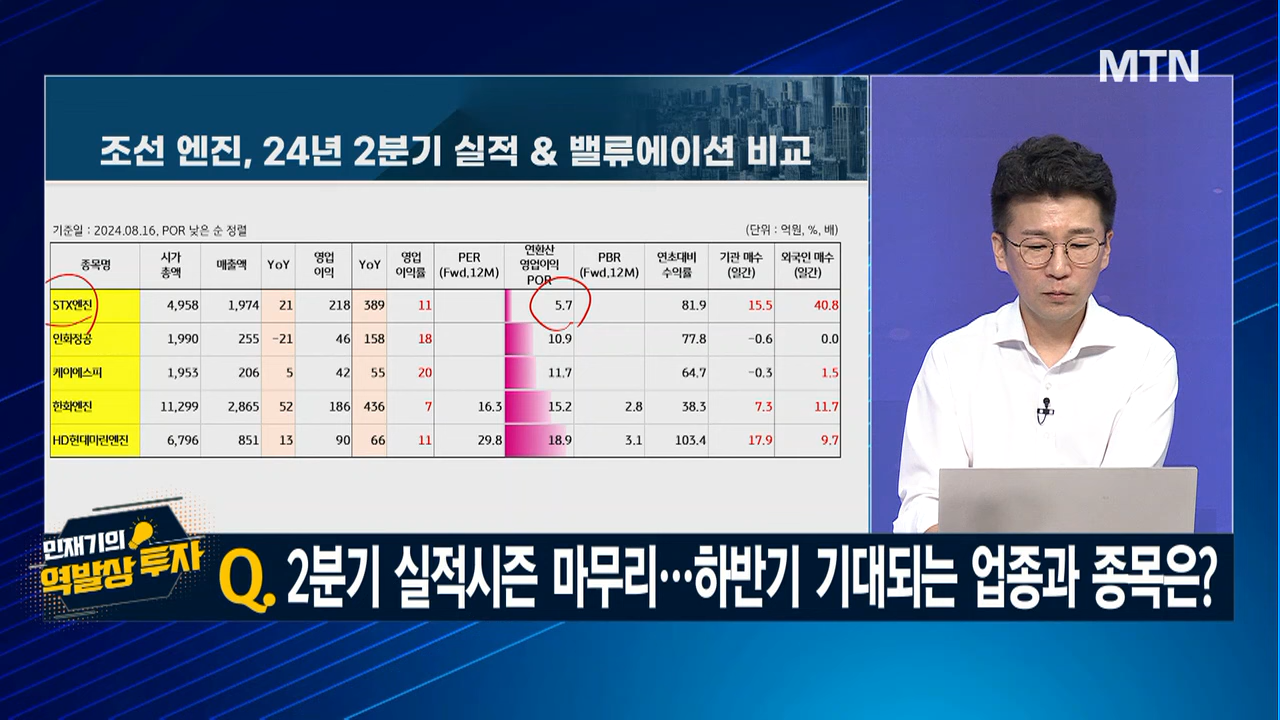 MTN
조선 엔진, 24년 2분기 실적 & 밸류에이션 비교
기준일 : 2024.08.16, POR 낮은 순 정렬 (단위 : 억원, %, 배)
종목명 시가총액 매출액 YoY 영업이익 YoY 영업이익률 PER (Fwd,12M) 연환산 영업이익 POR PBR (Fwd,12M) 연초대비 수익률 기관 매수 (일간) 외국인 매수 (일간)
STX엔진 4,958 1,974 21 218 389 11 5.7 81.9 15.5 40.8
인화정공 1,990 255 -21 46 158 18 10.9 77.8 -0.6 0.0
케이에스피 1,953 206 5 42 55 20 11.7 64.7 -0.3 1.5
한화엔진 11,299 2,865 52 186 436 7 16.3 15.2 2.8 38.3 7.3 11.7
HD현대마린엔진 6,796 851 13 90 66 11 29.8 18.9 3.1 103.4 17.9 9.7
민재기의
역발상 투자
Q. 2분기 실적시즌 마무리…하반기 기대되는 업종과 종목은?